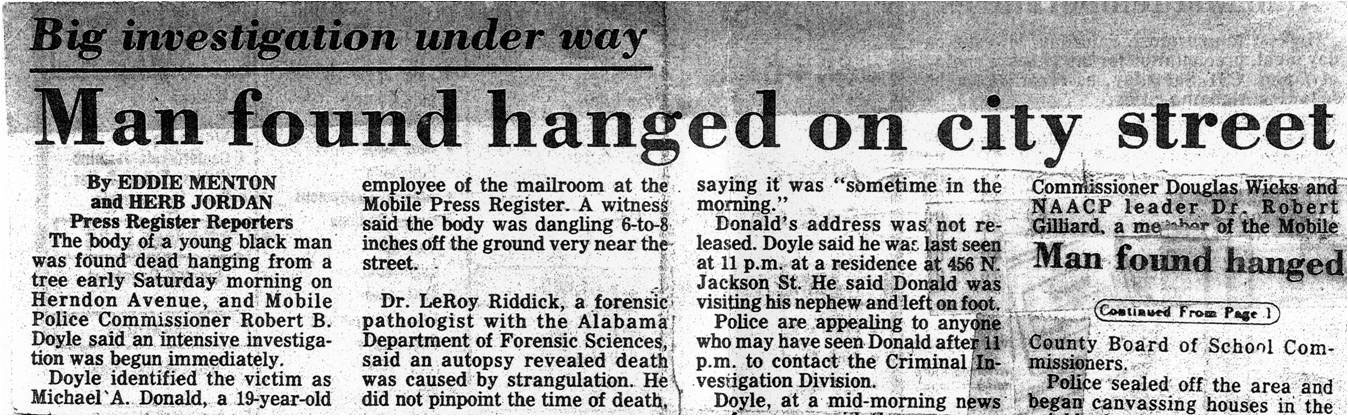 Big investigation under way
Man found hanged on city street
By EDDIE MENTON
and HERB JORDAN
Press Register Reporters
The body of a young black man
was found dead hanging from a
tree early Saturday morning on
Herndon Avenue, and Mobile
Police Commissioner Robert B.
Doyle said an intensive investiga-
tion was begun immediately.
Doyle identified the victim as
Michael A. Donald, a 19-year-old
employee of the mailroom at the
Mobile Press Register. A witness
said the body was dangling 6-to-8
inches off the ground very near the
street.
Dr. LeRoy Riddick, a forensic
pathologist with the Alabama
Department of Forensic Sciences,
said an autopsy revealed death
was caused by strangulation. He
did not pinpoint the time of death,
saying it was "sometime in the
morning."
Donald's address was not re-
leased. Doyle said he was last seen
at 11 p.m. at a residence at 456 N.
Jackson St. He said Donald was
visiting his nephew and left on foot.
Police are appealing to anyone
who may have seen Donald after 11
p.m. to contact the Criminal In-
vestigation Division.
Doyle, at a mid-morning news
Commissioner Douglas Wicks and
NAACP leader Dr. Robert
Gilliard, a member of the Mobile
Man found hanged
Continued From Page 1
County Board of School Com-
missioners.
Police sealed off the area and
began canvassing houses in the